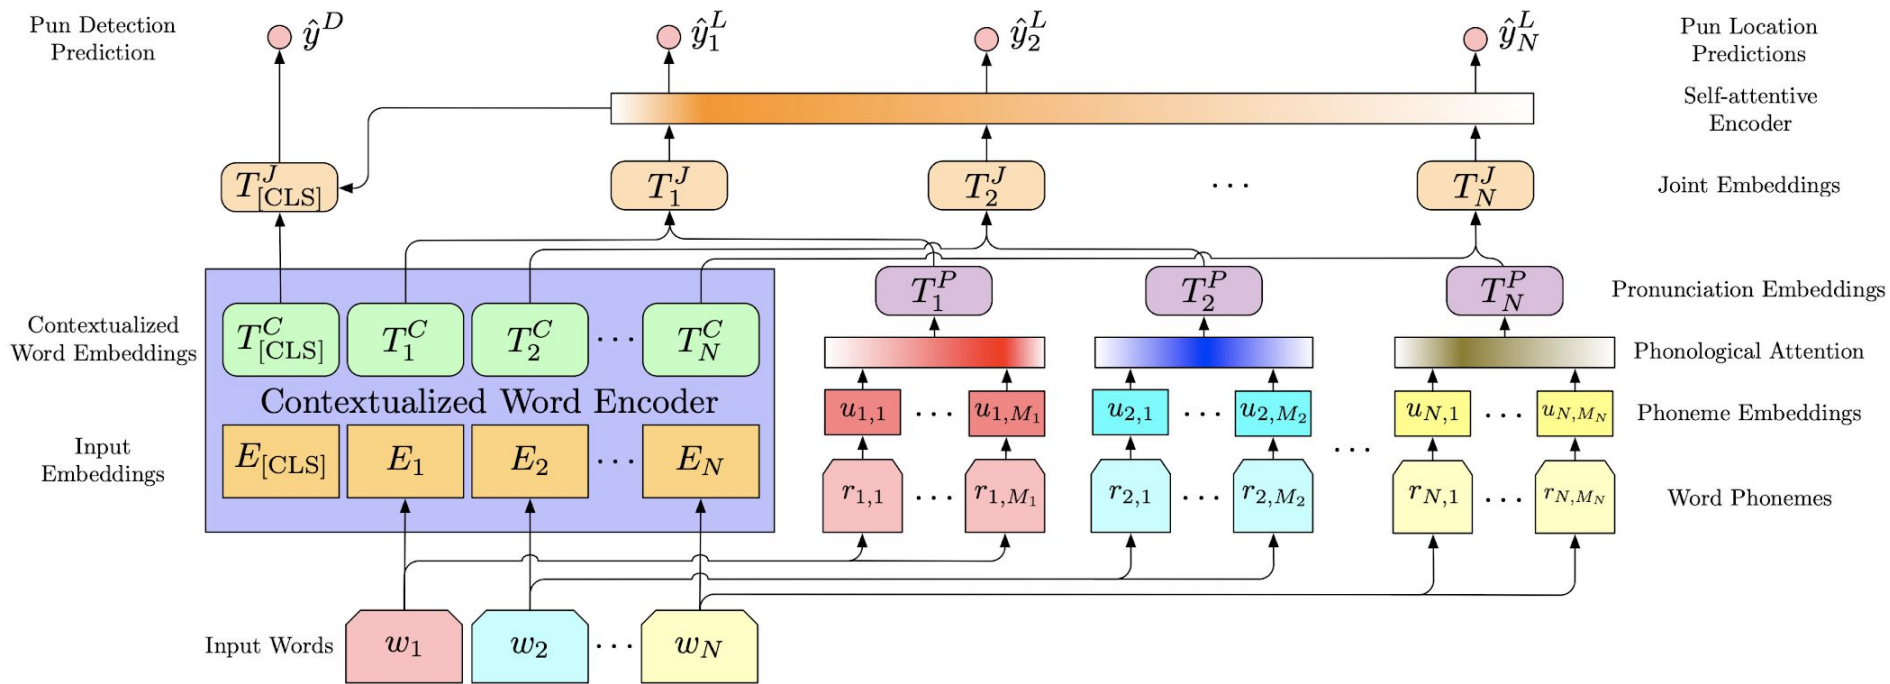 Pun Detection
Prediction
ŷ^D
ŷ_1^L
ŷ_2^L
ŷ_N^L
Pun Location
Predictions
Self-attentive
Encoder
T_[CLS]^J
T_1^J
T_2^J
...
T_N^J
Joint Embeddings
T_1^P
T_2^P
T_N^P
Pronunciation Embeddings
Contextualized
Word Embeddings
T_[CLS]^C
T_1^C
T_2^C
...
T_N^C
Phonological Attention
Contextualized Word Encoder
u_{1,1}
...
u_{1,M_1}
u_{2,1}
...
u_{2,M_2}
...
u_{N,1}
...
u_{N,M_N}
Phoneme Embeddings
Input
Embeddings
E_[CLS]
E_1
E_2
...
E_N
r_{1,1}
...
r_{1,M_1}
r_{2,1}
...
r_{2,M_2}
r_{N,1}
...
r_{N,M_N}
Word Phonemes
Input Words
w_1
w_2
...
w_N